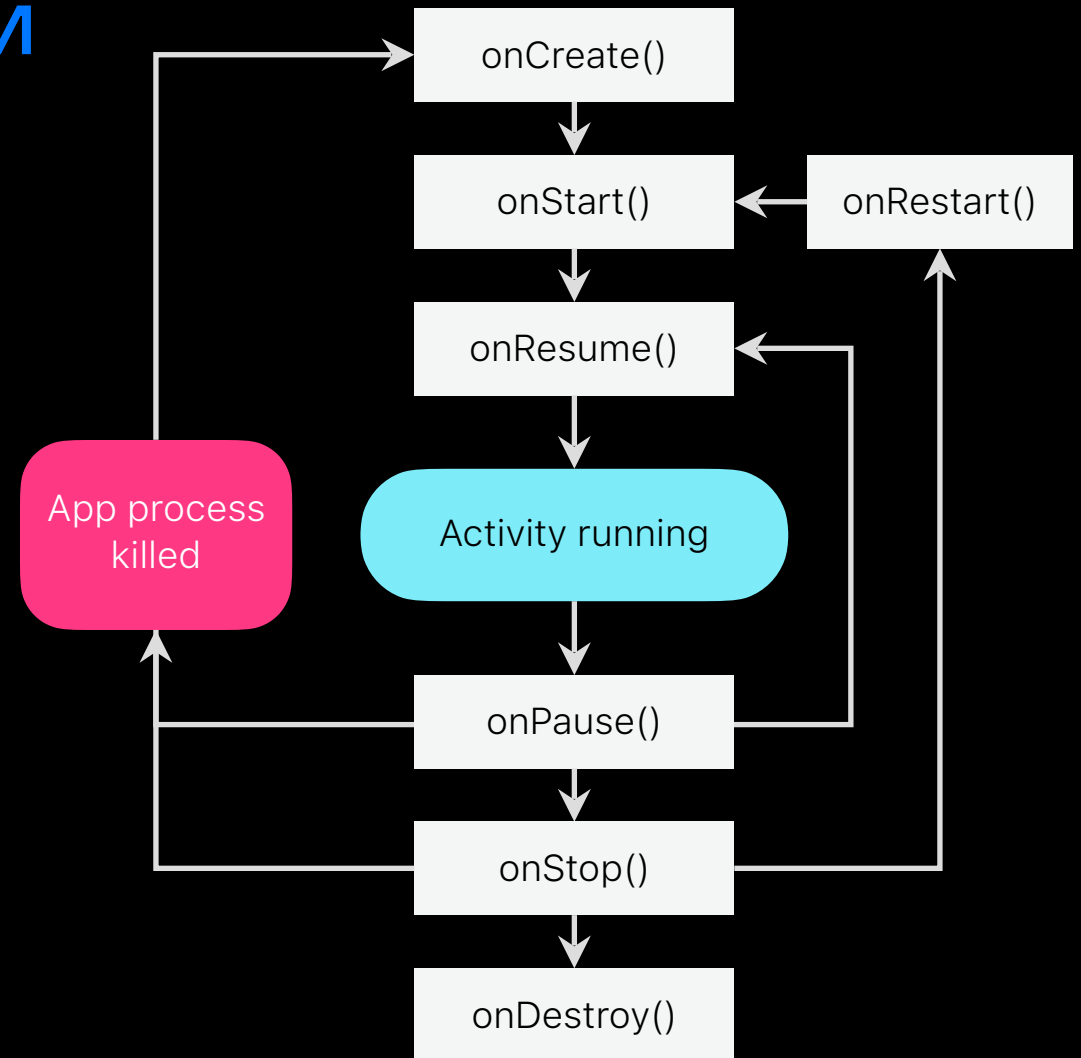 onCreate()
onStart()
onRestart()
onResume()
App process
killed
Activity running
onPause()
onStop()
onDestroy()